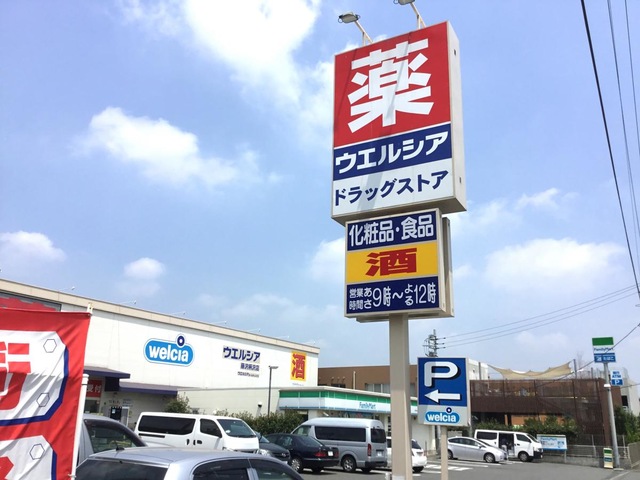 薬
ウエルシア
ドラッグストア
化粧品・食品
酒
営業時間 あさ9時〜よる12時
P
welcia
welcia
ウエルシア
酒
FamilyMart
FamilyMart